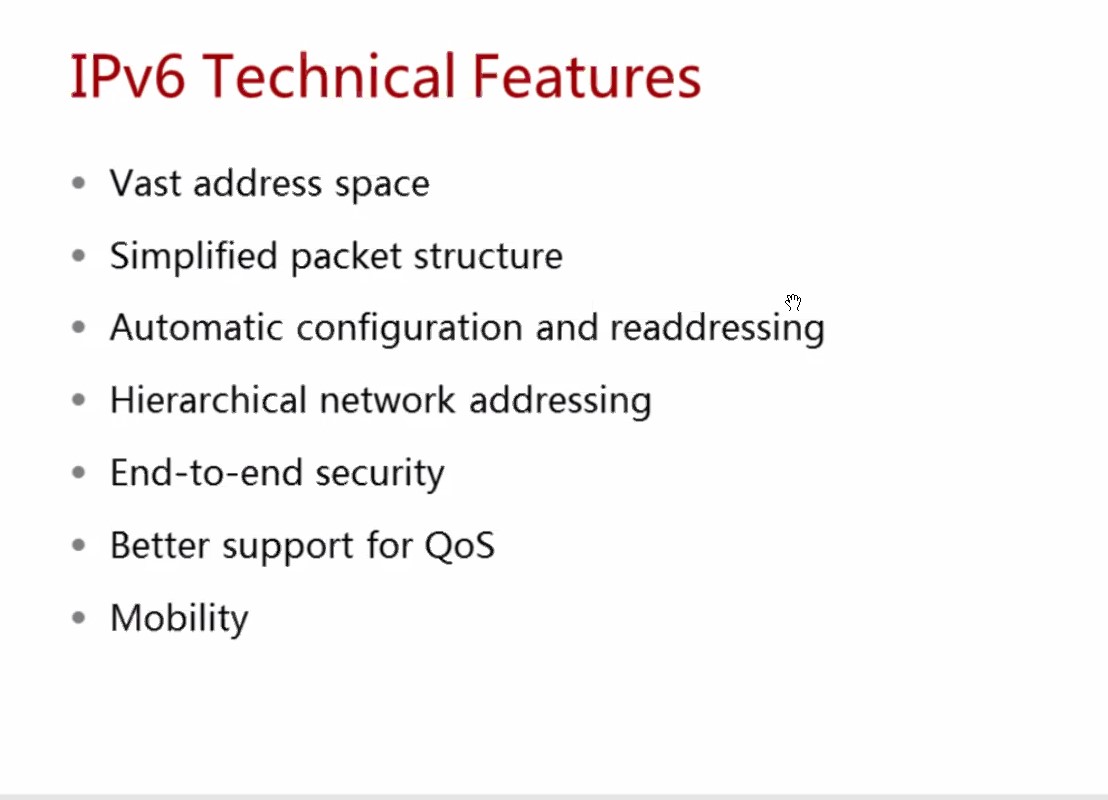 IPv6 Technical Features
• Vast address space
• Simplified packet structure
• Automatic configuration and readdressing
• Hierarchical network addressing
• End-to-end security
• Better support for QoS
• Mobility